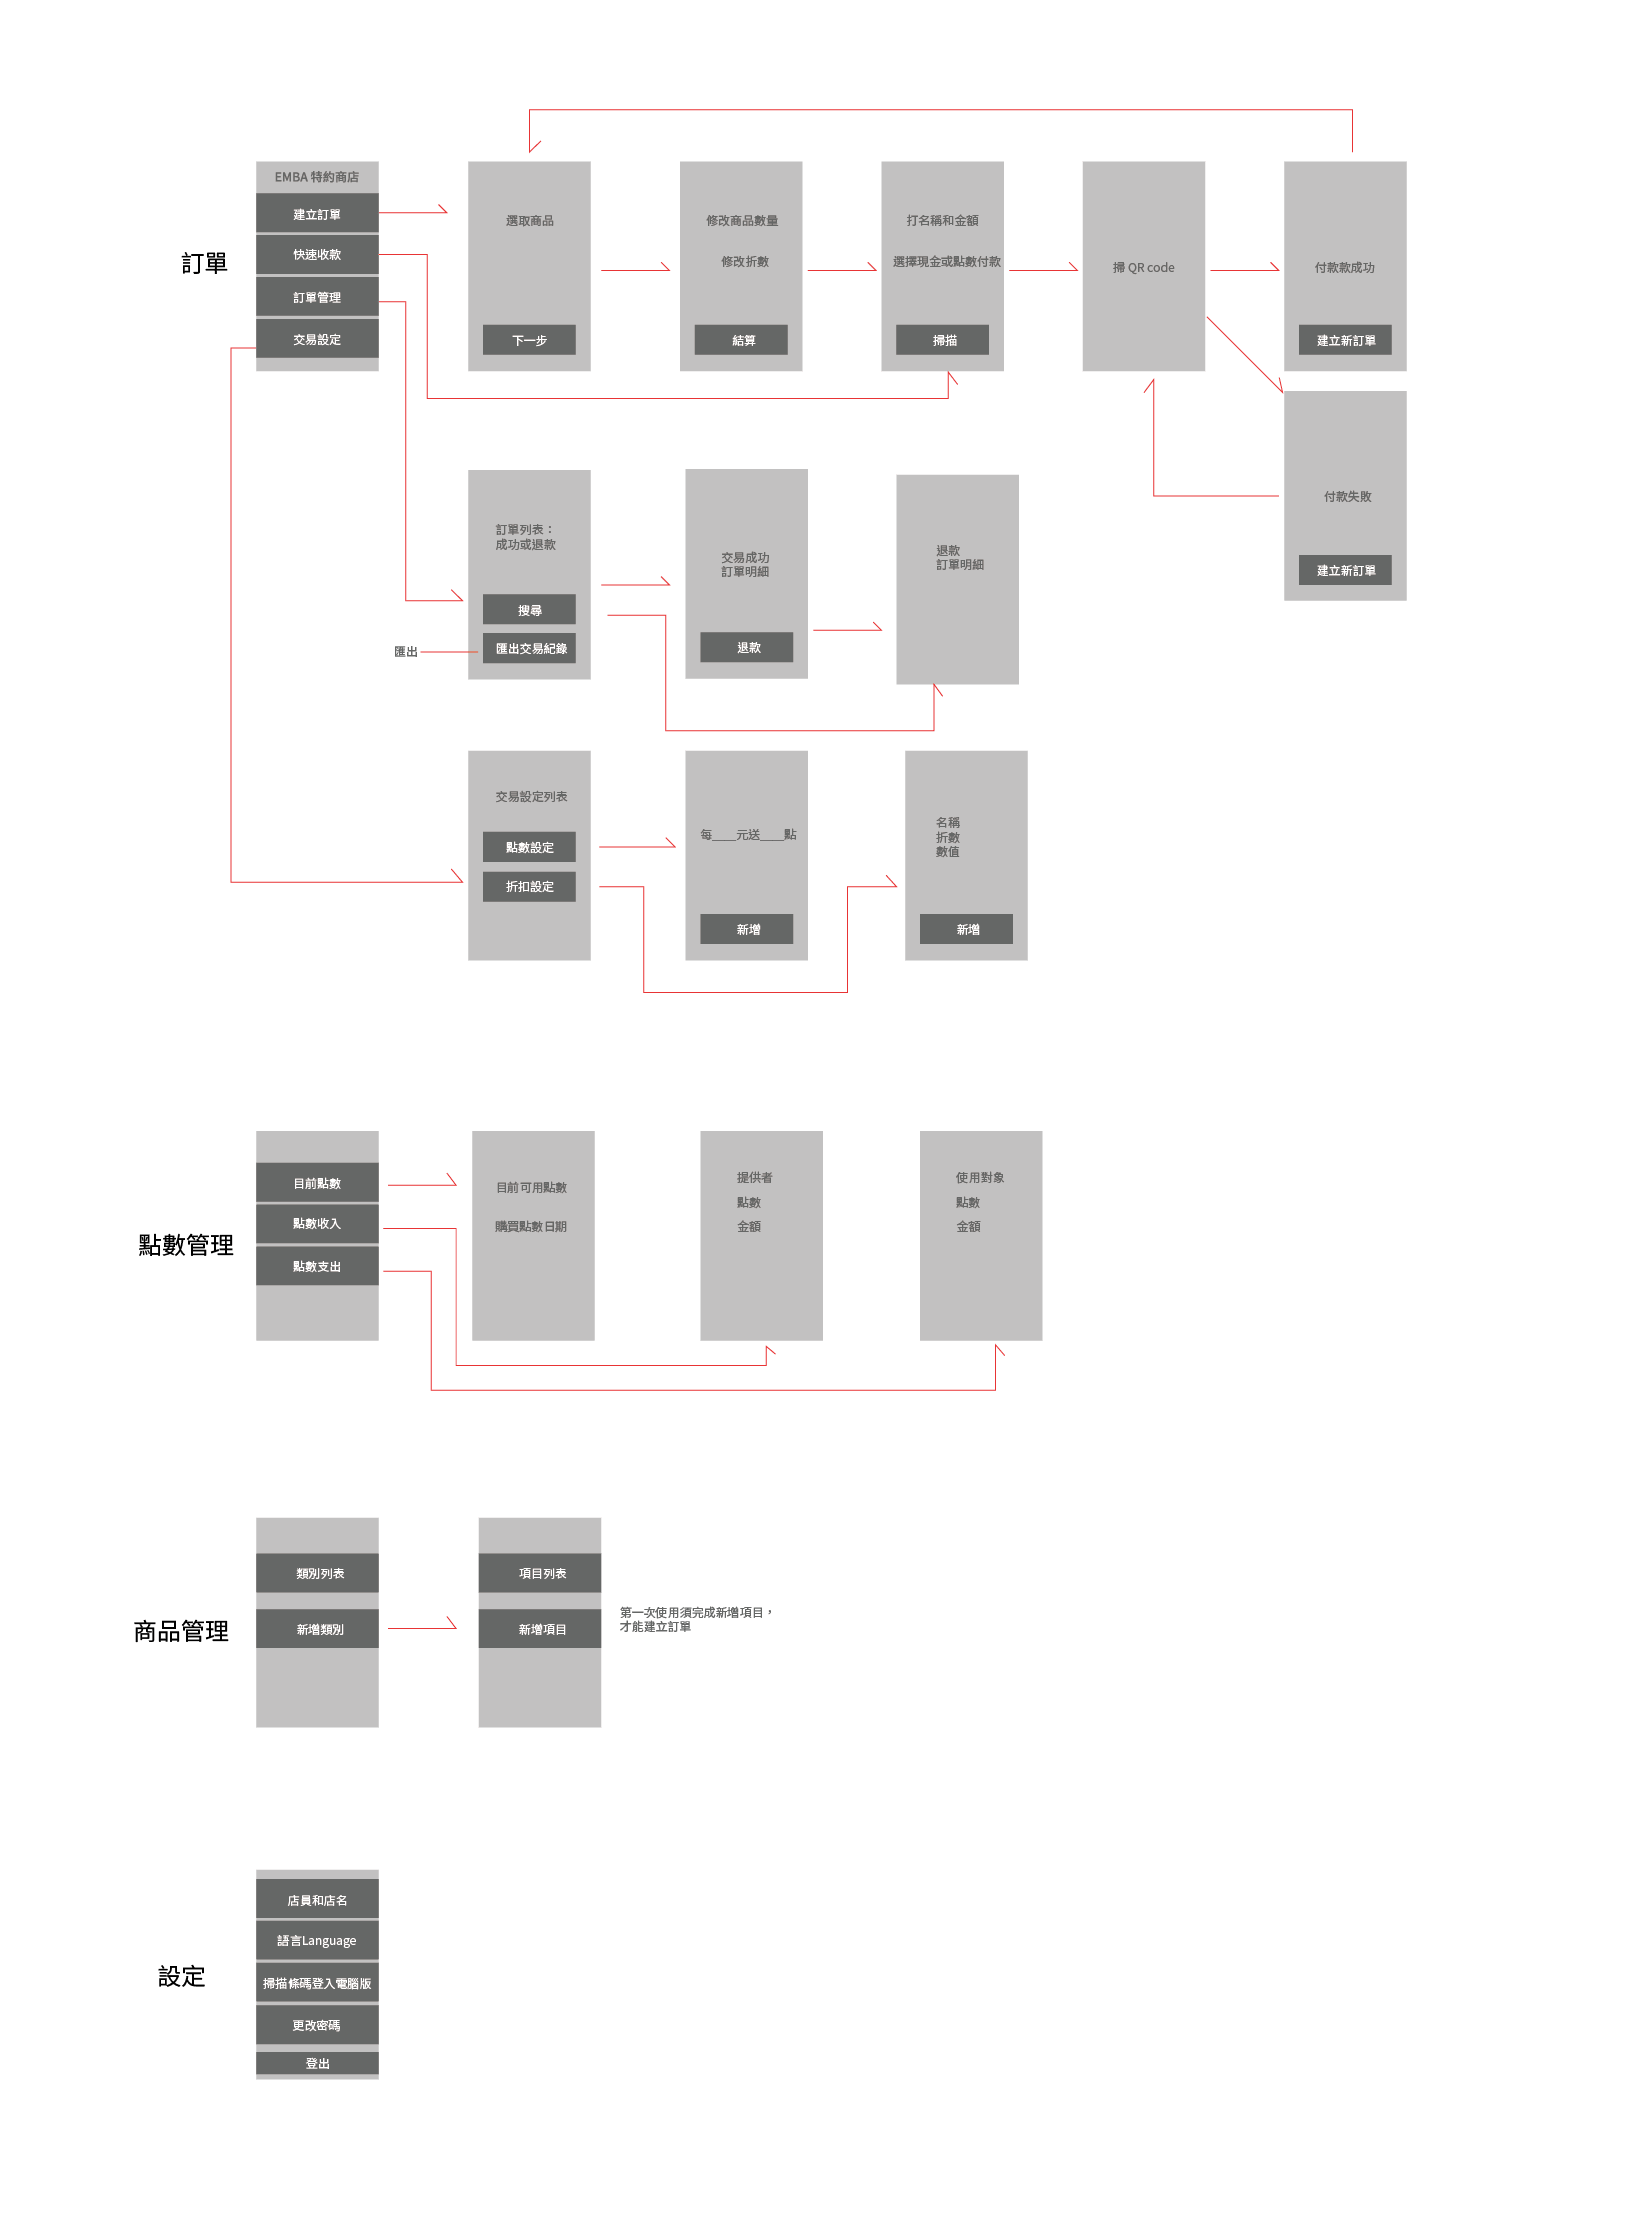 訂單
EMBA 特約商店
建立訂單
快速收款
訂單管理
交易設定
選取商品
下一步
修改商品數量
修改折數
結算
打名稱和金額
選擇現金或點數付款
掃描
掃 QR code
付款款成功
建立新訂單
付款失敗
建立新訂單
訂單列表：
成功或退款
搜尋
匯出交易紀錄
匯出
交易成功
訂單明細
退款
退款
訂單明細
交易設定列表
點數設定
折扣設定
每____元送____點
新增
名稱
折數
數值
新增
點數管理
目前點數
點數收入
點數支出
目前可用點數
購買點數日期
提供者
點數
金額
使用對象
點數
金額
商品管理
類別列表
新增類別
項目列表
新增項目
第一次使用須完成新增項目，
才能建立訂單
設定
店員和店名
語言Language
掃描條碼登入電腦版
更改密碼
登出